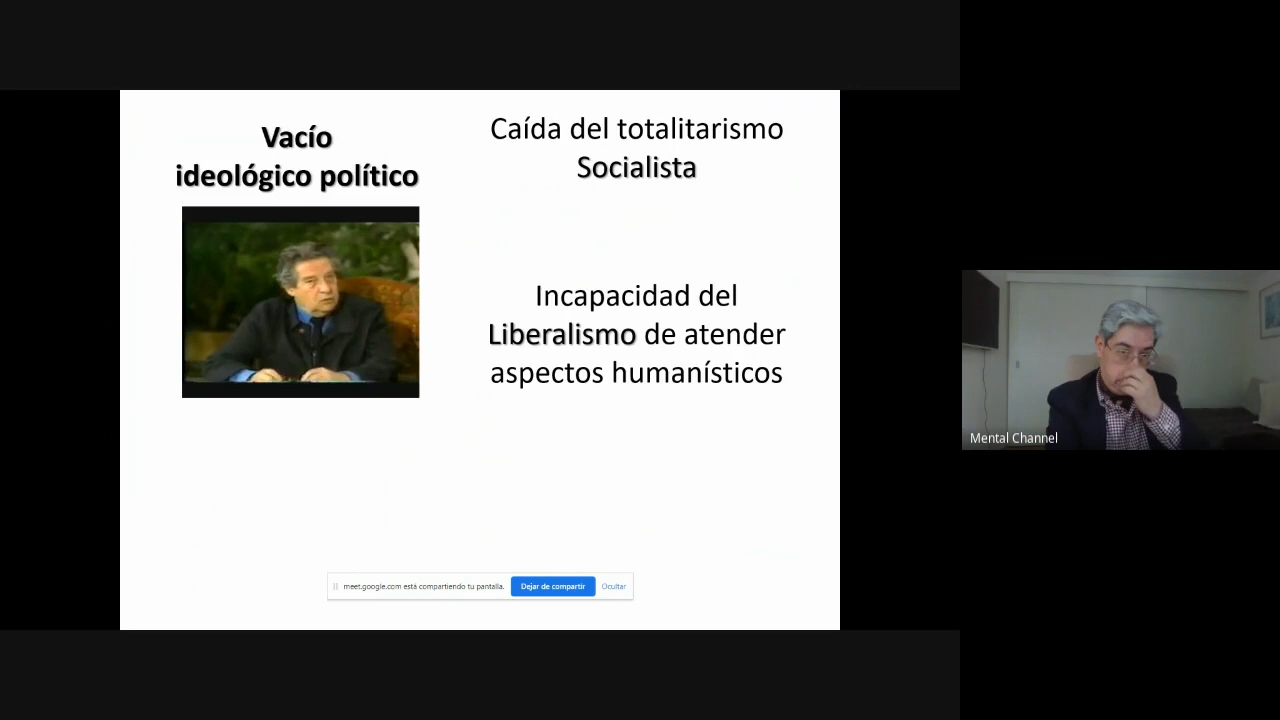 Vacío
ideológico político
Caída del totalitarismo
Socialista
Incapacidad del
Liberalismo de atender
aspectos humanísticos
meet.google.com está compartiendo tu pantalla.
Dejar de compartir
Ocultar
Mental Channel